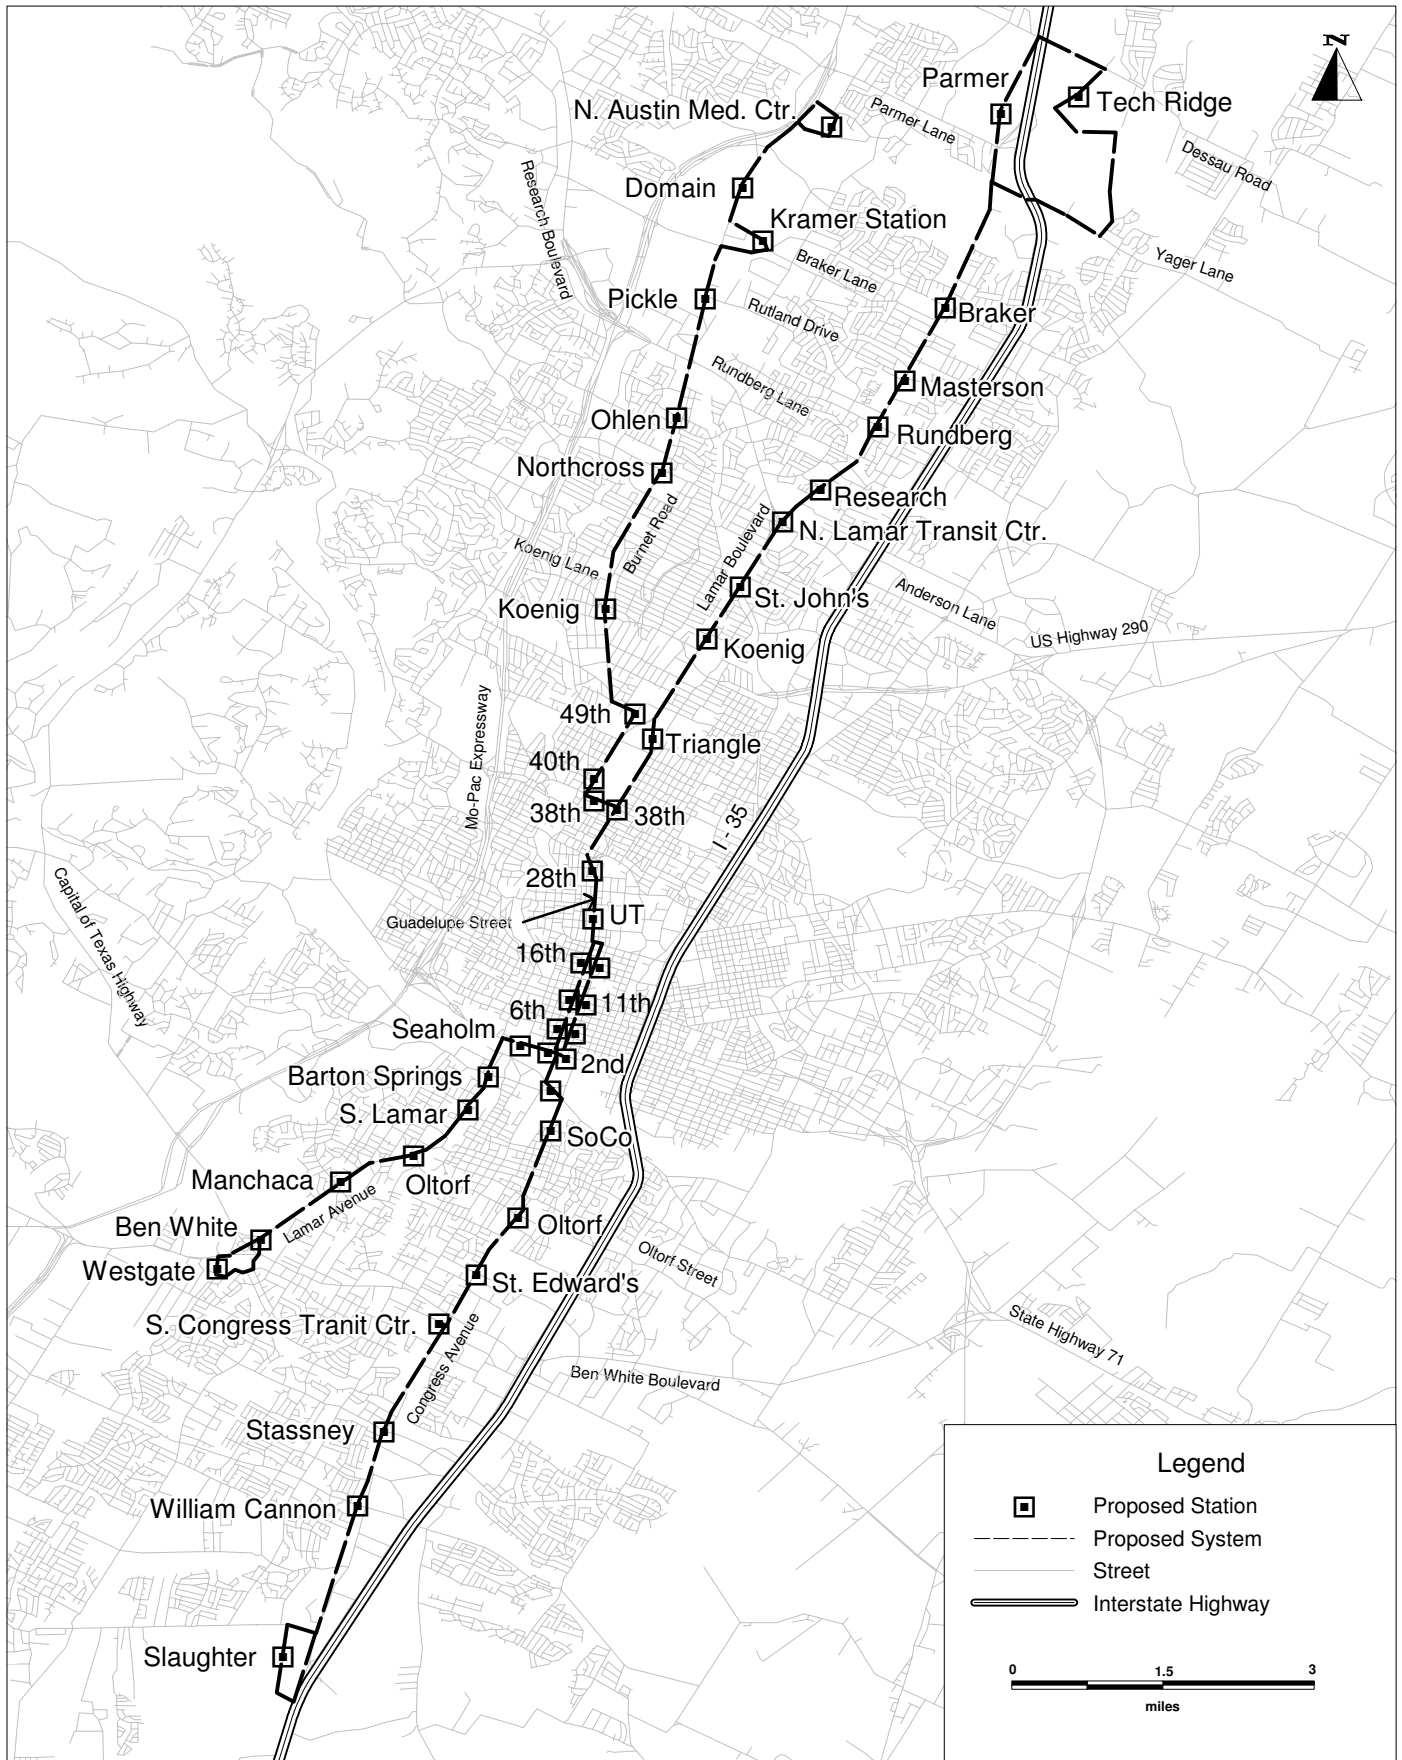 N
Parmer
N. Austin Med. Ctr.
Tech Ridge
Parmer Lane
Dessau Road
Research Boulevard
Domain
Kramer Station
Braker Lane
Yager Lane
Pickle
Rutland Drive
Braker
Rundberg Lane
Masterson
Ohlen
Rundberg
Northcross
Research
Burnet Road
Lamar Boulevard
N. Lamar Transit Ctr.
Koenig Lane
St. John's
Anderson Lane
Koenig
US Highway 290
Koenig
Mo-Pac Expressway
49th
Triangle
40th
38th
38th
I - 35
28th
Capital of Texas Highway
Guadelupe Street
UT
16th
11th
6th
Seaholm
2nd
Barton Springs
S. Lamar
SoCo
Manchaca
Oltorf
Lamar Avenue
Ben White
Oltorf
Westgate
Oltorf Street
St. Edward's
S. Congress Tranit Ctr.
State Highway 71
Congress Avenue
Ben White Boulevard
Stassney
William Cannon
Slaughter
Legend
Proposed Station
Proposed System
Street
Interstate Highway
0 1.5 3
miles